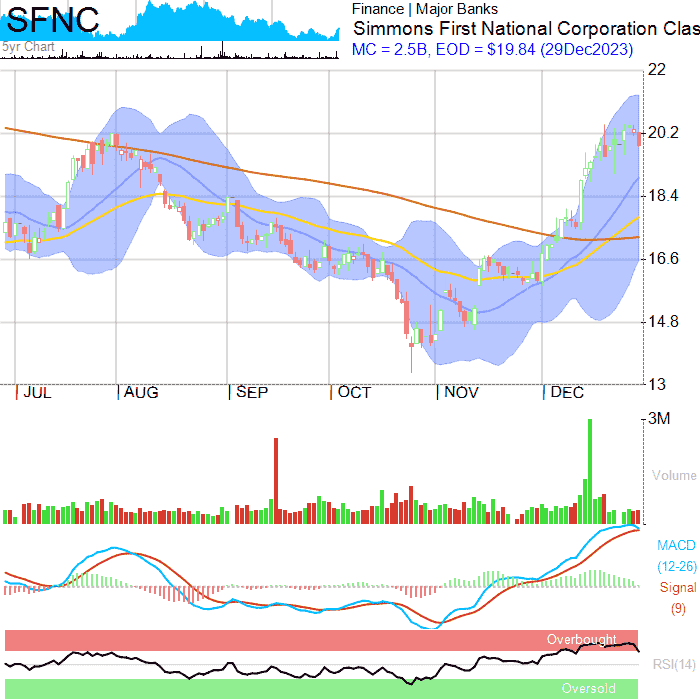 SFNC
5yr Chart
Finance | Major Banks
Simmons First National Corporation Clas
MC = 2.5B, EOD = $19.84 (29Dec2023)
22
20.2
18.4
16.6
14.8
13
JUL AUG SEP OCT NOV DEC
3M
Volume
MACD
(12-26)
Signal
(9)
Overbought
RSI(14)
Oversold